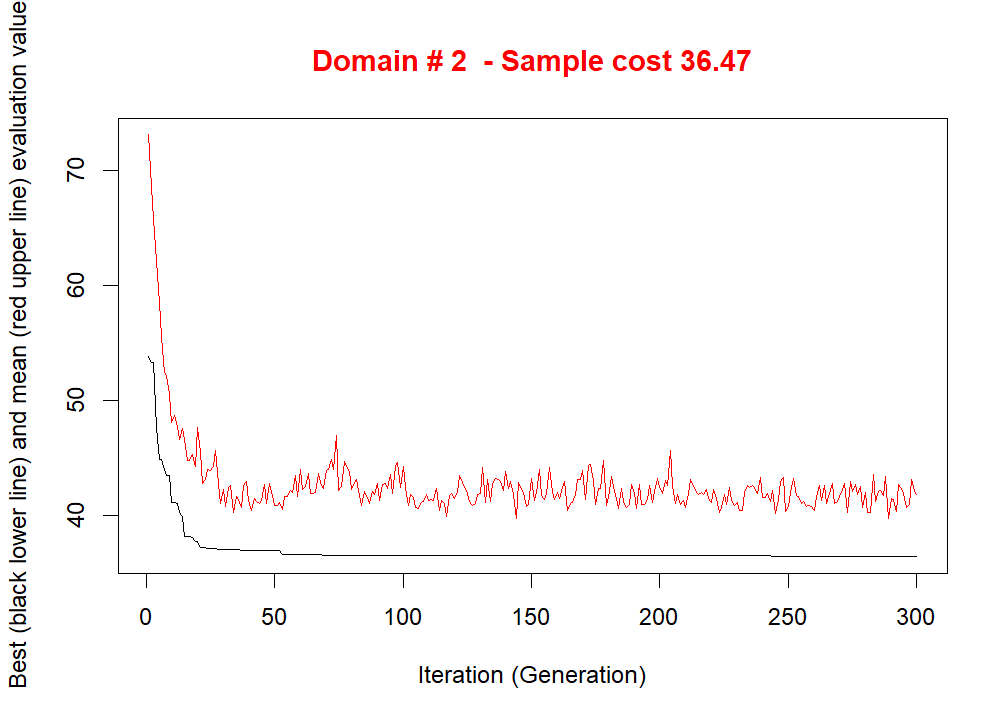 Domain # 2  - Sample cost 36.47
Best (black lower line) and mean (red upper line) evaluation value
70
60
50
40
0 50 100 150 200 250 300
Iteration (Generation)